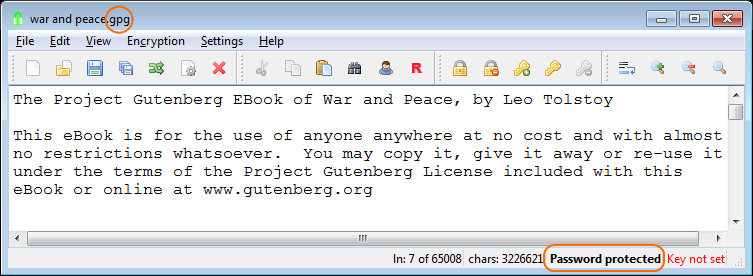 war and peace.gpg
File Edit View Encryption Settings Help
R
The Project Gutenberg EBook of War and Peace, by Leo Tolstoy
This eBook is for the use of anyone anywhere at no cost and with almost
no restrictions whatsoever.  You may copy it, give it away or re-use it
under the terms of the Project Gutenberg License included with this
eBook or online at www.gutenberg.org
ln: 7 of 65008 chars: 3226621 Password protected Key not set